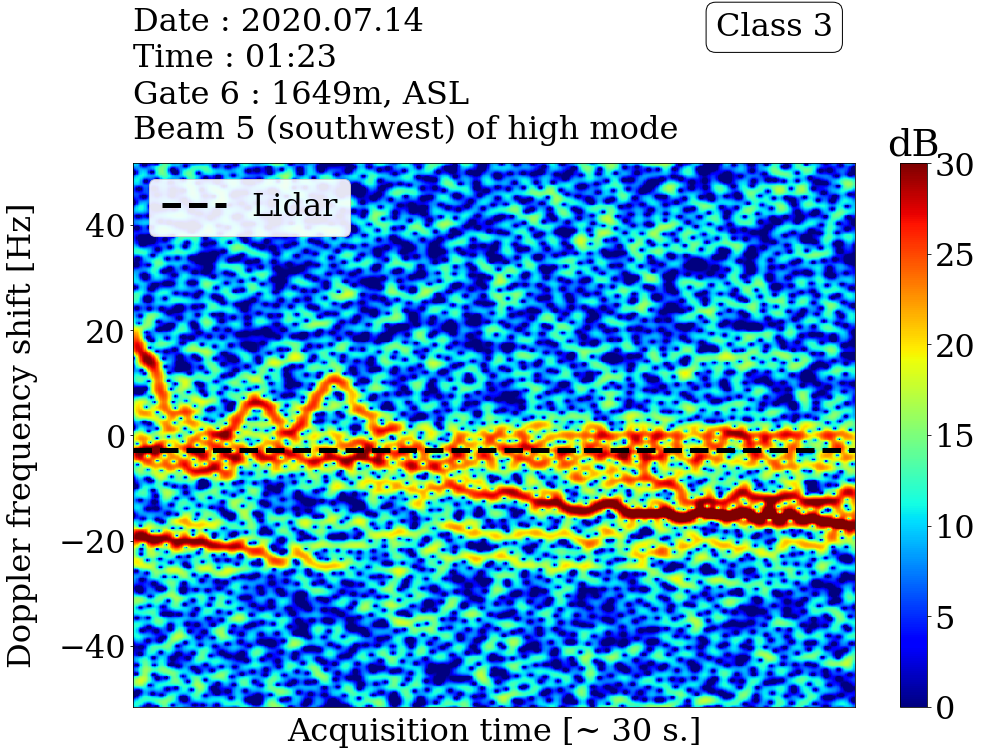 Date : 2020.07.14
Time : 01:23
Gate 6 : 1649m, ASL
Beam 5 (southwest) of high mode
Class 3
dB
Lidar
Doppler frequency shift [Hz]
40
20
0
−20
−40
30
25
20
15
10
5
0
Acquisition time [~ 30 s.]